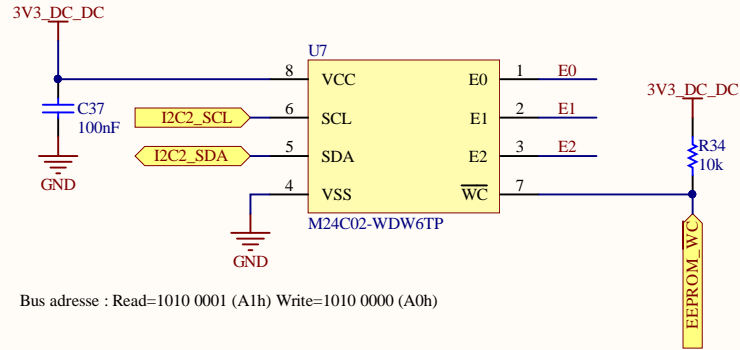 3V3_DC_DC
U7
8 VCC E0 1 E0
C37
100nF
I2C2_SCL 6 SCL E1 2 E1
3V3_DC_DC
I2C2_SDA 5 SDA E2 3 E2
R34
10k
GND
4 VSS WC 7
M24C02-WDW6TP
GND
EEPROM_WC
Bus adresse : Read=1010 0001 (A1h) Write=1010 0000 (A0h)